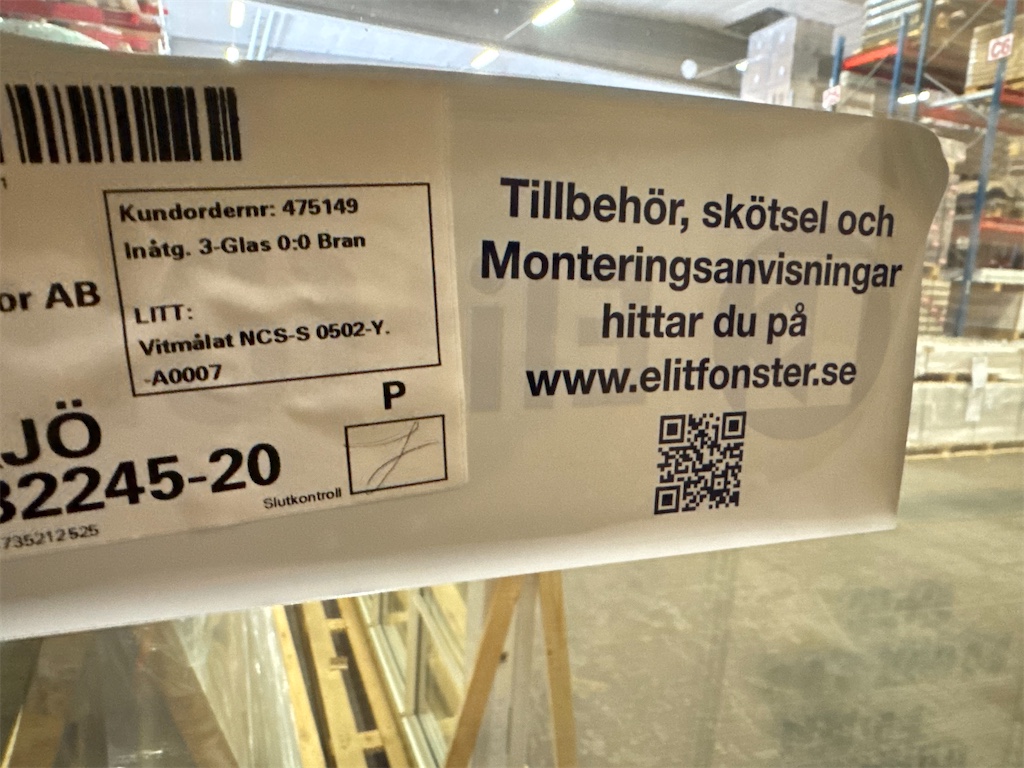 Kundordernr: 475149
Inåtg. 3-Glas 0:0 Bran
or AB
LITT:
Vitmålat NCS-S 0502-Y.
-A0007
P
JÖ
32245-20
Slutkontroll
735212525
Tillbehör, skötsel och
Monteringsanvisningar
hittar du på
www.elitfonster.se
C6